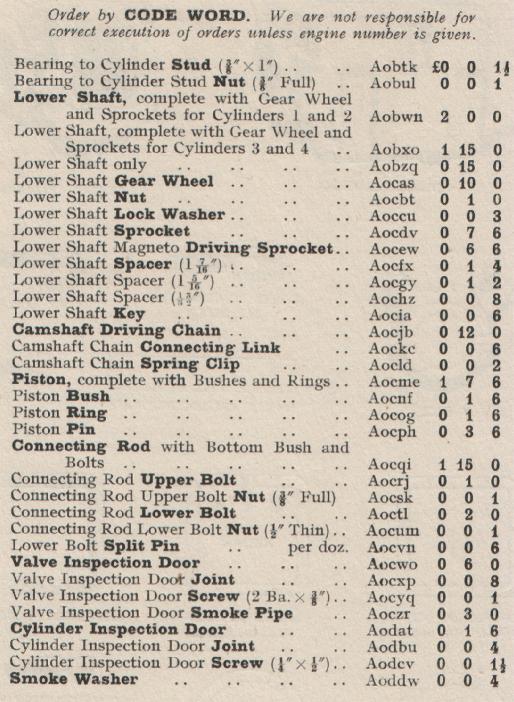 Order by CODE WORD. We are not responsible for
correct execution of orders unless engine number is given.
Bearing to Cylinder Stud (⅜″ × 1″) .. .. Aobtk £0 0 1½
Bearing to Cylinder Stud Nut (⅜″ Full) .. Aobul 0 0 1
Lower Shaft, complete with Gear Wheel
and Sprockets for Cylinders 1 and 2 Aobwn 2 0 0
Lower Shaft, complete with Gear Wheel and
Sprockets for Cylinders 3 and 4 .. Aobxo 1 15 0
Lower Shaft only .. .. .. .. Aobzq 0 15 0
Lower Shaft Gear Wheel .. .. .. Aocas 0 10 0
Lower Shaft Nut .. .. .. .. Aocbt 0 1 0
Lower Shaft Lock Washer .. .. .. Aoccu 0 0 3
Lower Shaft Sprocket .. .. .. Aocdv 0 7 6
Lower Shaft Magneto Driving Sprocket .. Aocew 0 6 6
Lower Shaft Spacer (1 7/16″) .. .. .. Aocfx 0 1 4
Lower Shaft Spacer (1 5/16″) .. .. .. Aocgy 0 1 2
Lower Shaft Spacer .. .. .. Aochz 0 0 8
Lower Shaft Key .. .. .. .. Aocia 0 0 6
Camshaft Driving Chain .. .. .. Aocjb 0 12 0
Camshaft Chain Connecting Link .. Aockc 0 0 6
Camshaft Chain Spring Clip .. .. Aocld 0 0 2
Piston, complete with Bushes and Rings .. Aocme 1 7 6
Piston Bush .. .. .. .. .. Aocnf 0 1 6
Piston Ring .. .. .. .. .. Aocog 0 1 6
Piston Pin .. .. .. .. .. Aocph 0 3 6
Connecting Rod with Bottom Bush and
Bolts .. .. .. .. .. Aocqi 1 15 0
Connecting Rod Upper Bolt .. .. Aocrj 0 1 0
Connecting Rod Upper Bolt Nut (⅜″ Full) Aocsk 0 0 1
Connecting Rod Lower Bolt .. .. Aoctl 0 2 0
Connecting Rod Lower Bolt Nut (½″ Thin) .. Aocum 0 0 1
Lower Bolt Split Pin .. per doz. Aocvn 0 0 6
Valve Inspection Door .. .. .. Aocwo 0 6 0
Valve Inspection Door Joint .. .. Aocxp 0 0 8
Valve Inspection Door Screw (2 Ba. × ⅜″) .. Aocyq 0 0 1
Valve Inspection Door Smoke Pipe .. Aoczr 0 3 0
Cylinder Inspection Door .. .. Aodat 0 1 6
Cylinder Inspection Door Joint .. .. Aodbu 0 0 4
Cylinder Inspection Door Screw (¼″ × ½″) .. Aodcv 0 0 1½
Smoke Washer .. .. .. .. Aoddw 0 0 4